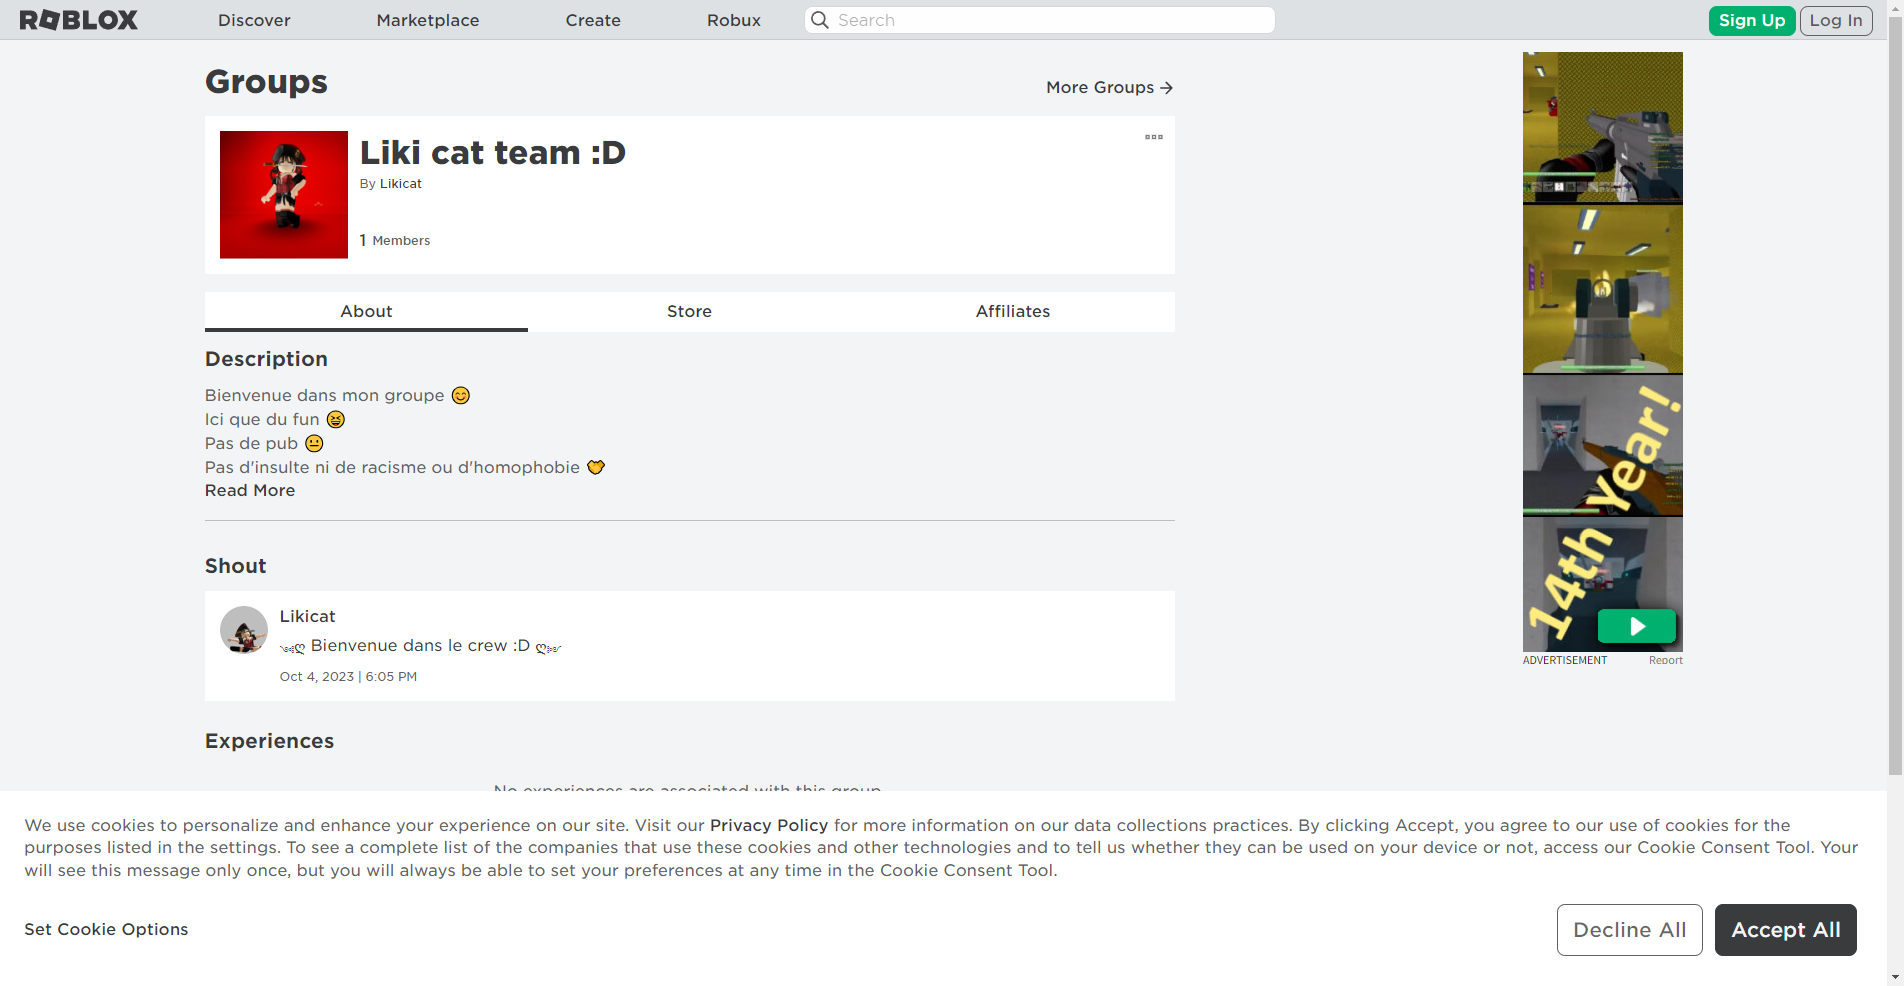 ROBLOX
Discover
Marketplace
Create
Robux
Search
Sign Up
Log In
Groups
More Groups →
Liki cat team :D
By Likicat
1 Members
About
Store
Affiliates
Description
Bienvenue dans mon groupe 😊
Ici que du fun 😆
Pas de pub 😐
Pas d'insulte ni de racisme ou d'homophobie 💛
Read More
Shout
Likicat
༺ღ Bienvenue dans le crew :D ღ༻
Oct 4, 2023 | 6:05 PM
Experiences
No experiences are associated with this group
14th Year!
ADVERTISEMENT
Report
We use cookies to personalize and enhance your experience on our site. Visit our Privacy Policy for more information on our data collections practices. By clicking Accept, you agree to our use of cookies for the
purposes listed in the settings. To see a complete list of the companies that use these cookies and other technologies and to tell us whether they can be used on your device or not, access our Cookie Consent Tool. Your
will see this message only once, but you will always be able to set your preferences at any time in the Cookie Consent Tool.
Set Cookie Options
Decline All
Accept All